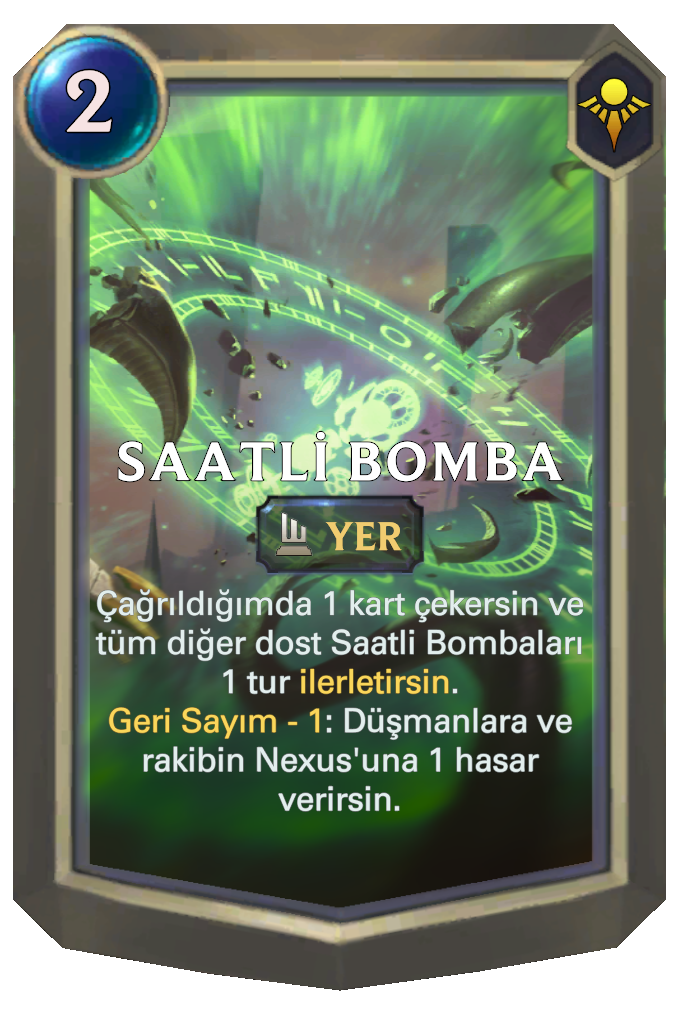 2
SAATLİ BOMBA
YER
Çağrıldığımda 1 kart çekersin ve
tüm diğer dost Saatli Bombaları
1 tur ilerletirsin.
Geri Sayım - 1: Düşmanlara ve
rakibin Nexus'una 1 hasar
verirsin.